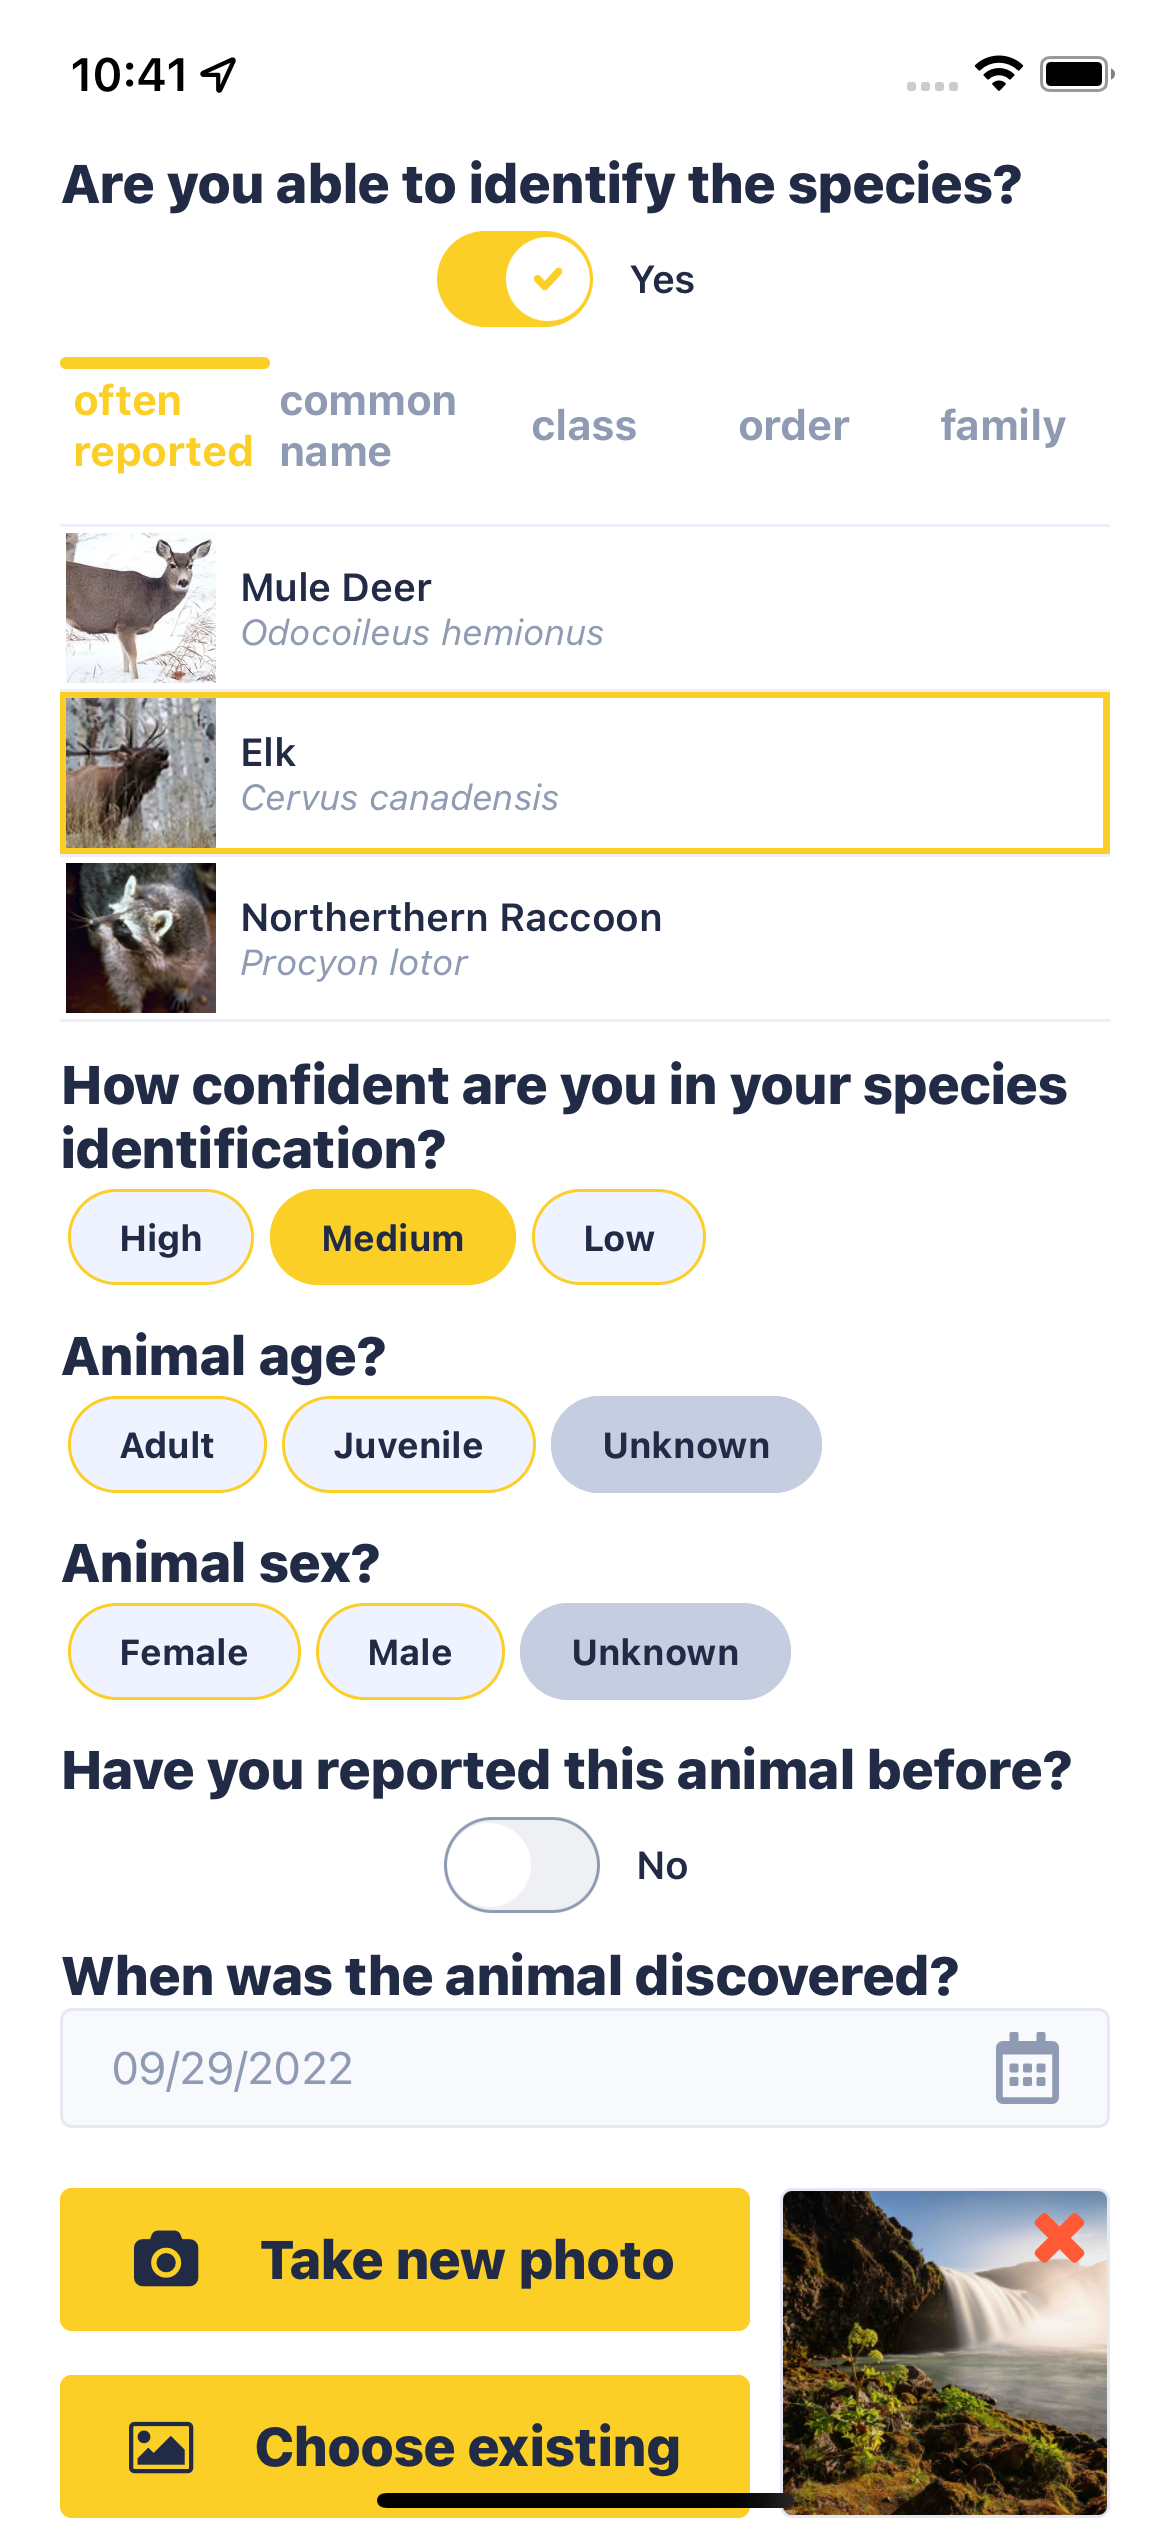 10:41
Are you able to identify the species?
Yes
often reported
common name
class
order
family
Mule Deer
Odocoileus hemionus
Elk
Cervus canadensis
Northerthern Raccoon
Procyon lotor
How confident are you in your species
identification?
High Medium Low
Animal age?
Adult Juvenile Unknown
Animal sex?
Female Male Unknown
Have you reported this animal before?
No
When was the animal discovered?
09/29/2022
Take new photo
Choose existing